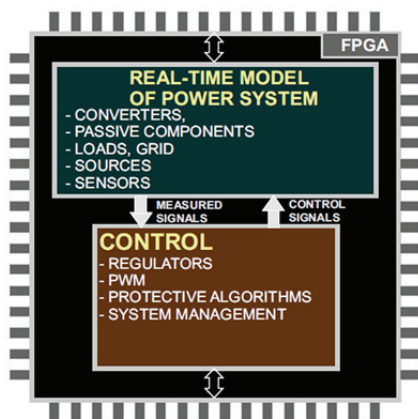 FPGA
REAL-TIME MODEL
OF POWER SYSTEM
- CONVERTERS,
- PASSIVE COMPONENTS
- LOADS, GRID
- SOURCES
- SENSORS
MEASURED
SIGNALS
CONTROL
SIGNALS
CONTROL
- REGULATORS
- PWM
- PROTECTIVE ALGORITHMS
- SYSTEM MANAGEMENT